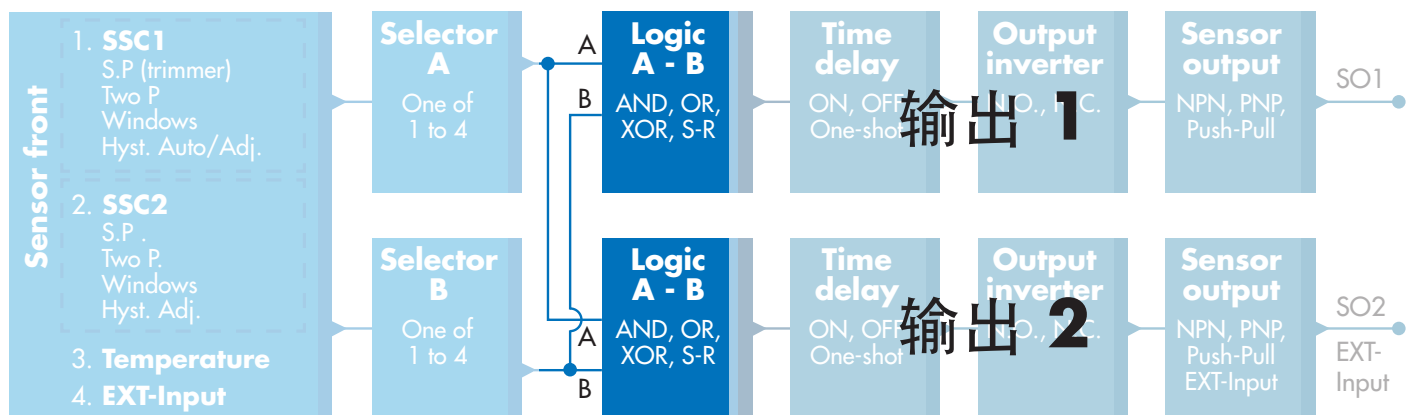 Sensor front
1. SSC1
S.P (trimmer)
Two P
Windows
Hyst. Auto/Adj.
2. SSC2
S.P .
Two P.
Windows
Hyst. Adj.
3. Temperature
4. EXT-Input
Selector
A
One of
1 to 4
A
B
Logic
A - B
AND, OR,
XOR, S-R
Time
delay
ON, OFF
One-shot
Output
inverter
N.O., N.C.
输出 1
Sensor
output
NPN, PNP,
Push-Pull
SO1
Selector
B
One of
1 to 4
A
B
Logic
A - B
AND, OR,
XOR, S-R
Time
delay
ON, OFF
One-shot
Output
inverter
N.O., N.C.
输出 2
Sensor
output
NPN, PNP,
Push-Pull
EXT-Input
SO2
EXT-
Input